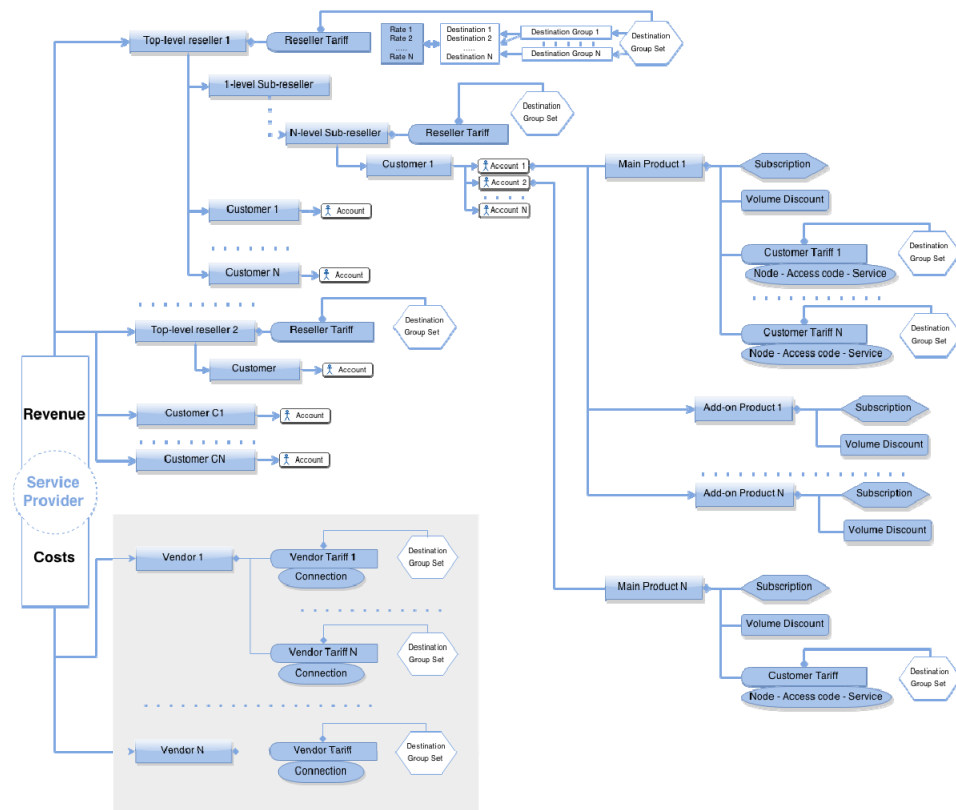 Top-level reseller 1
Reseller Tariff
Rate 1
Rate 2
.....
Rate N
Destination 1
Destination 2
.....
Destination N
Destination Group 1
Destination Group N
Destination
Group Set
1-level Sub-reseller
N-level Sub-reseller
Reseller Tariff
Destination
Group Set
Customer 1
Account 1
Account 2
Account N
Main Product 1
Subscription
Volume Discount
Customer Tariff 1
Node - Access code - Service
Destination
Group Set
Customer Tariff N
Node - Access code - Service
Destination
Group Set
Customer 1
Account
Customer N
Account
Top-level reseller 2
Reseller Tariff
Destination
Group Set
Customer
Account
Revenue
Customer C1
Account
Customer CN
Account
Add-on Product 1
Subscription
Volume Discount
Add-on Product N
Subscription
Volume Discount
Service
Provider
Costs
Vendor 1
Vendor Tariff 1
Connection
Destination
Group Set
Vendor Tariff N
Connection
Destination
Group Set
Vendor N
Vendor Tariff
Connection
Destination
Group Set
Main Product N
Subscription
Volume Discount
Customer Tariff
Node - Access code - Service
Destination
Group Set